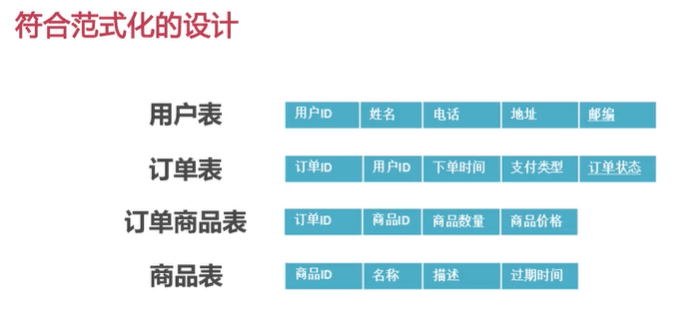 符合范式化的设计
用户表 用户ID 姓名 电话 地址 邮编
订单表 订单ID 用户ID 下单时间 支付类型 订单状态
订单商品表 订单ID 商品ID 商品数量 商品价格
商品表 商品ID 名称 描述 过期时间